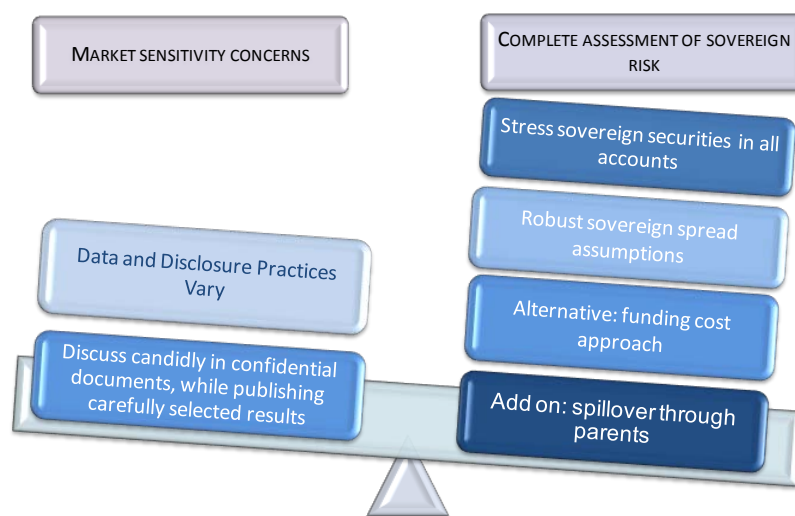 MARKET SENSITIVITY CONCERNS
COMPLETE ASSESSMENT OF SOVEREIGN
RISK
Stress sovereign securities in all
accounts
Robust sovereign spread
assumptions
Data and Disclosure Practices
Vary
Alternative: funding cost
approach
Discuss candidly in confidential
documents, while publishing
carefully selected results
Add on: spillover through
parents